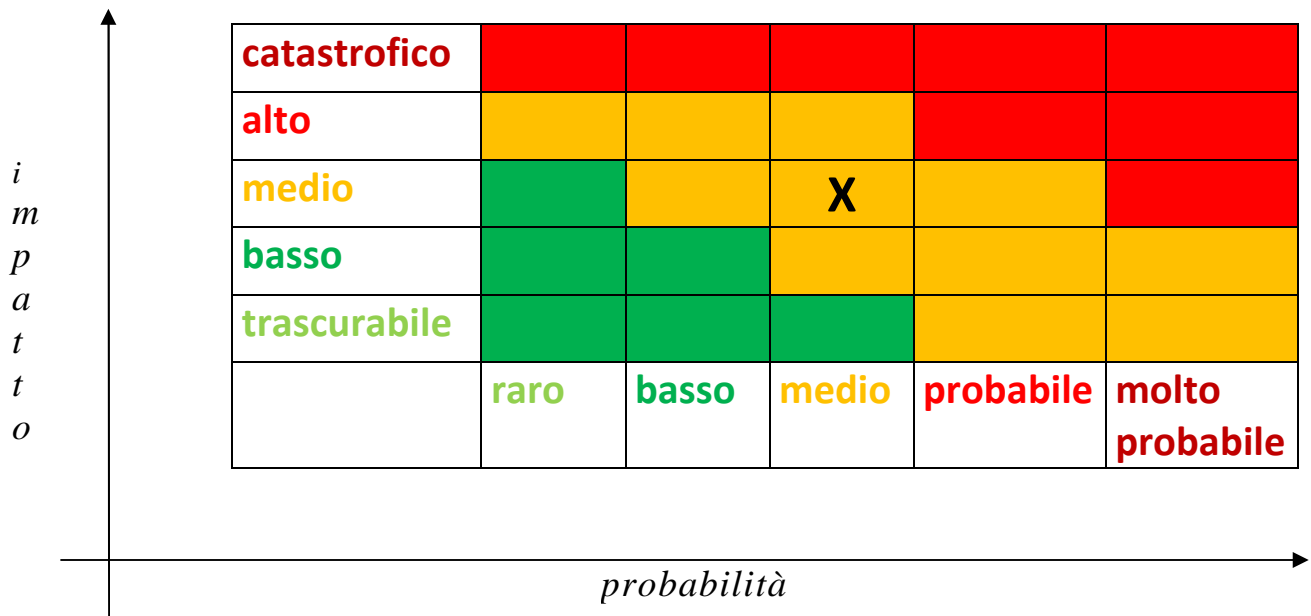 catastrofico
alto
medio X
basso
trascurabile
raro basso medio probabile molto
probabile
i
m
p
a
t
t
o
probabilità